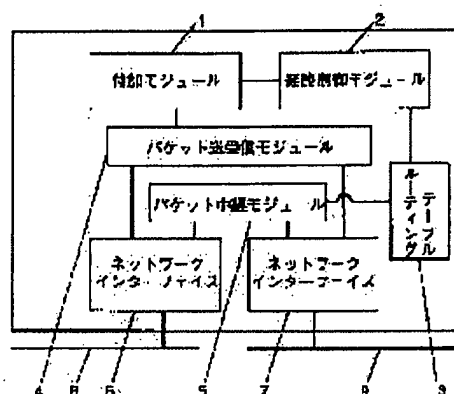 1
2
付加モジュール
経路制御モジュール
パケット送受信モジュール
パケット中継モジュール
ルーティング
テーブル
ネットワーク
インターフェイス
ネットワーク
インターフェイス
4
6
5
7
3